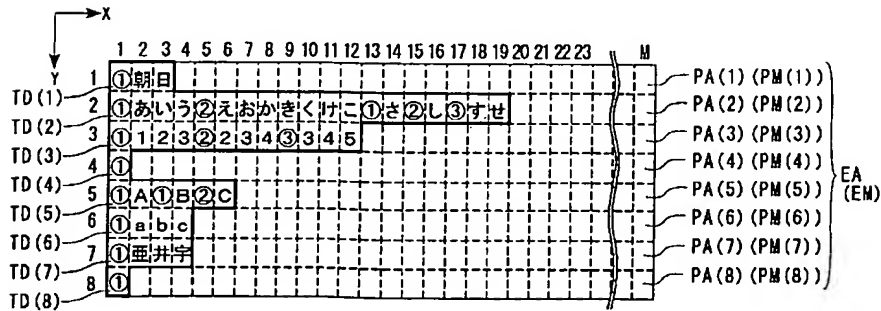 X
1 2 3 4 5 6 7 8 9 10 11 12 13 14 15 16 17 18 19 20 21 22 23 M
Y
1 ①朝日 PA(1)(PM(1))
TD(1)
2 ①あいう②えおかきくけこ①さ②し③すせ PA(2)(PM(2))
TD(2)
3 ①123②234③345 PA(3)(PM(3))
TD(3)
4 ① PA(4)(PM(4))
TD(4)
EA
(EM)
5 ①A①B②C PA(5)(PM(5))
TD(5)
6 ①abc PA(6)(PM(6))
TD(6)
7 ①亜井宇 PA(7)(PM(7))
TD(7)
8 ① PA(8)(PM(8))
TD(8)